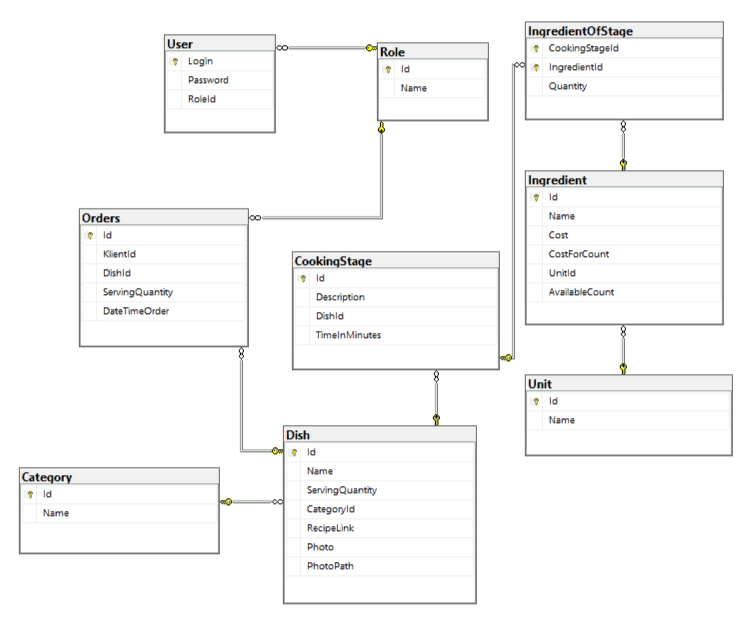 User
Login
Password
RoleId
Role
Id
Name
IngredientOfStage
CookingStageId
IngredientId
Quantity
Orders
Id
KlientId
DishId
ServingQuantity
DateTimeOrder
CookingStage
Id
Description
DishId
TimeInMinutes
Ingredient
Id
Name
Cost
CostForCount
UnitId
AvailableCount
Unit
Id
Name
Dish
Id
Name
ServingQuantity
CategoryId
RecipeLink
Photo
PhotoPath
Category
Id
Name